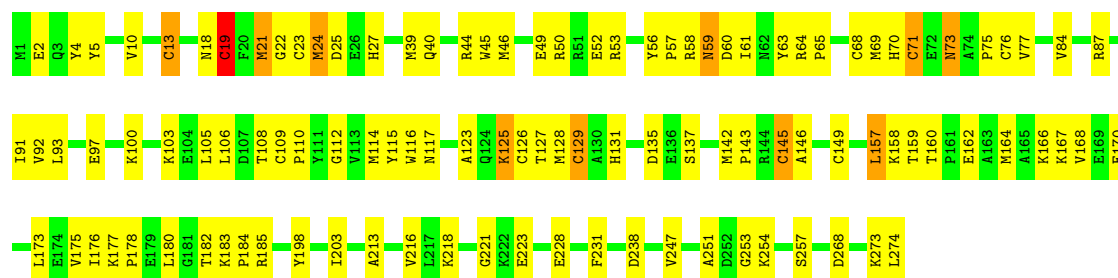 M1 E2 Q3 Y4 Y5 V10 C13 N18 C19 F20 M21 G22 C23 M24 D25 E26 H27 M39 Q40 R44 W45 M46 E49 R50 R51 E52 R53 Y56 P57 R58 N59 D60 I61 N62 Y63 R64 P65 C68 M69 H70 C71 E72 N73 A74 P75 C76 V77 V84 R87
I91 V92 L93 E97 K100 K103 E104 L105 L106 D107 T108 C109 P110 Y111 G112 V113 M114 Y115 W116 N117 A123 Q124 K125 C126 T127 M128 C129 A130 H131 D135 E136 S137 M142 P143 R144 C145 A146 C149 L157 K158 T159 T160 P161 E162 A163 M164 A165 K166 K167 V168 E169
L173 E174 V175 I176 K177 P178 E179 L180 G181 T182 K183 P184 R185 Y198 I203 A213 V216 L217 K218 G221 K222 E223 E228 F231 D238 V247 A251 D252 G253 K254 S257 D268 K273 L274